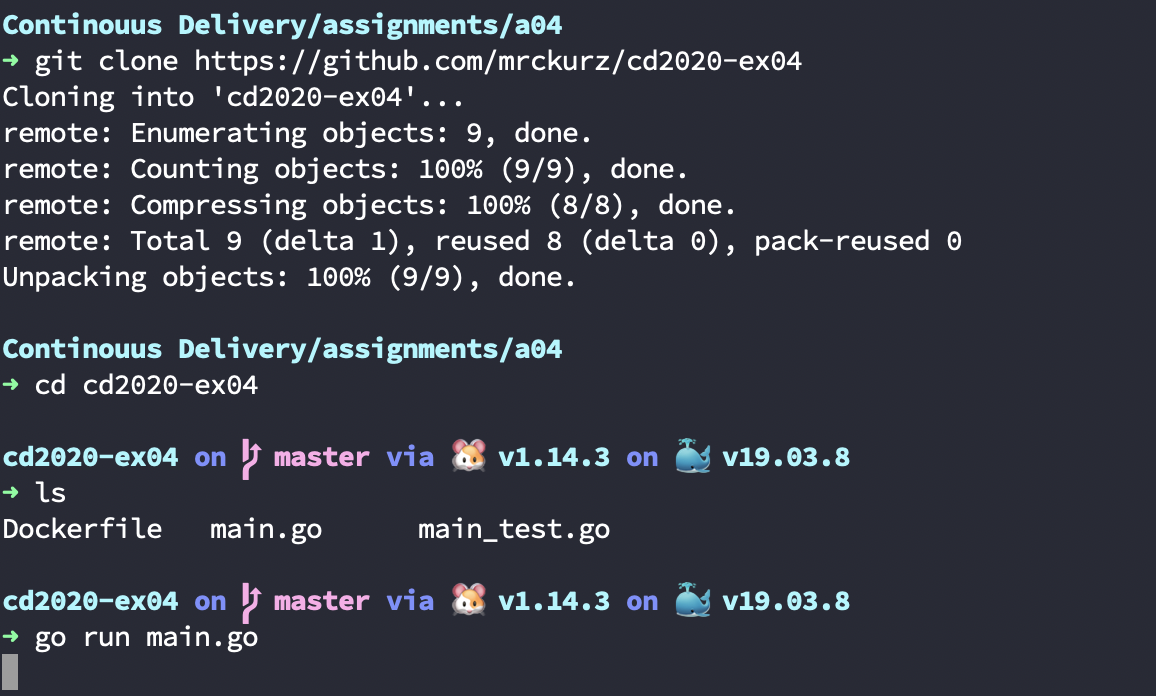 Continouus Delivery/assignments/a04
➜ git clone https://github.com/mrckurz/cd2020-ex04
Cloning into 'cd2020-ex04'...
remote: Enumerating objects: 9, done.
remote: Counting objects: 100% (9/9), done.
remote: Compressing objects: 100% (8/8), done.
remote: Total 9 (delta 1), reused 8 (delta 0), pack-reused 0
Unpacking objects: 100% (9/9), done.
Continouus Delivery/assignments/a04
➜ cd cd2020-ex04
cd2020-ex04 on master via 🐹 v1.14.3 on 🐳 v19.03.8
➜ ls
Dockerfile main.go main_test.go
cd2020-ex04 on master via 🐹 v1.14.3 on 🐳 v19.03.8
➜ go run main.go